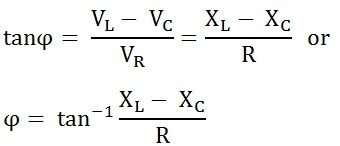 tanφ = (V_L − V_C)/V_R = (X_L − X_C)/R or
φ = tan⁻¹ (X_L − X_C)/R